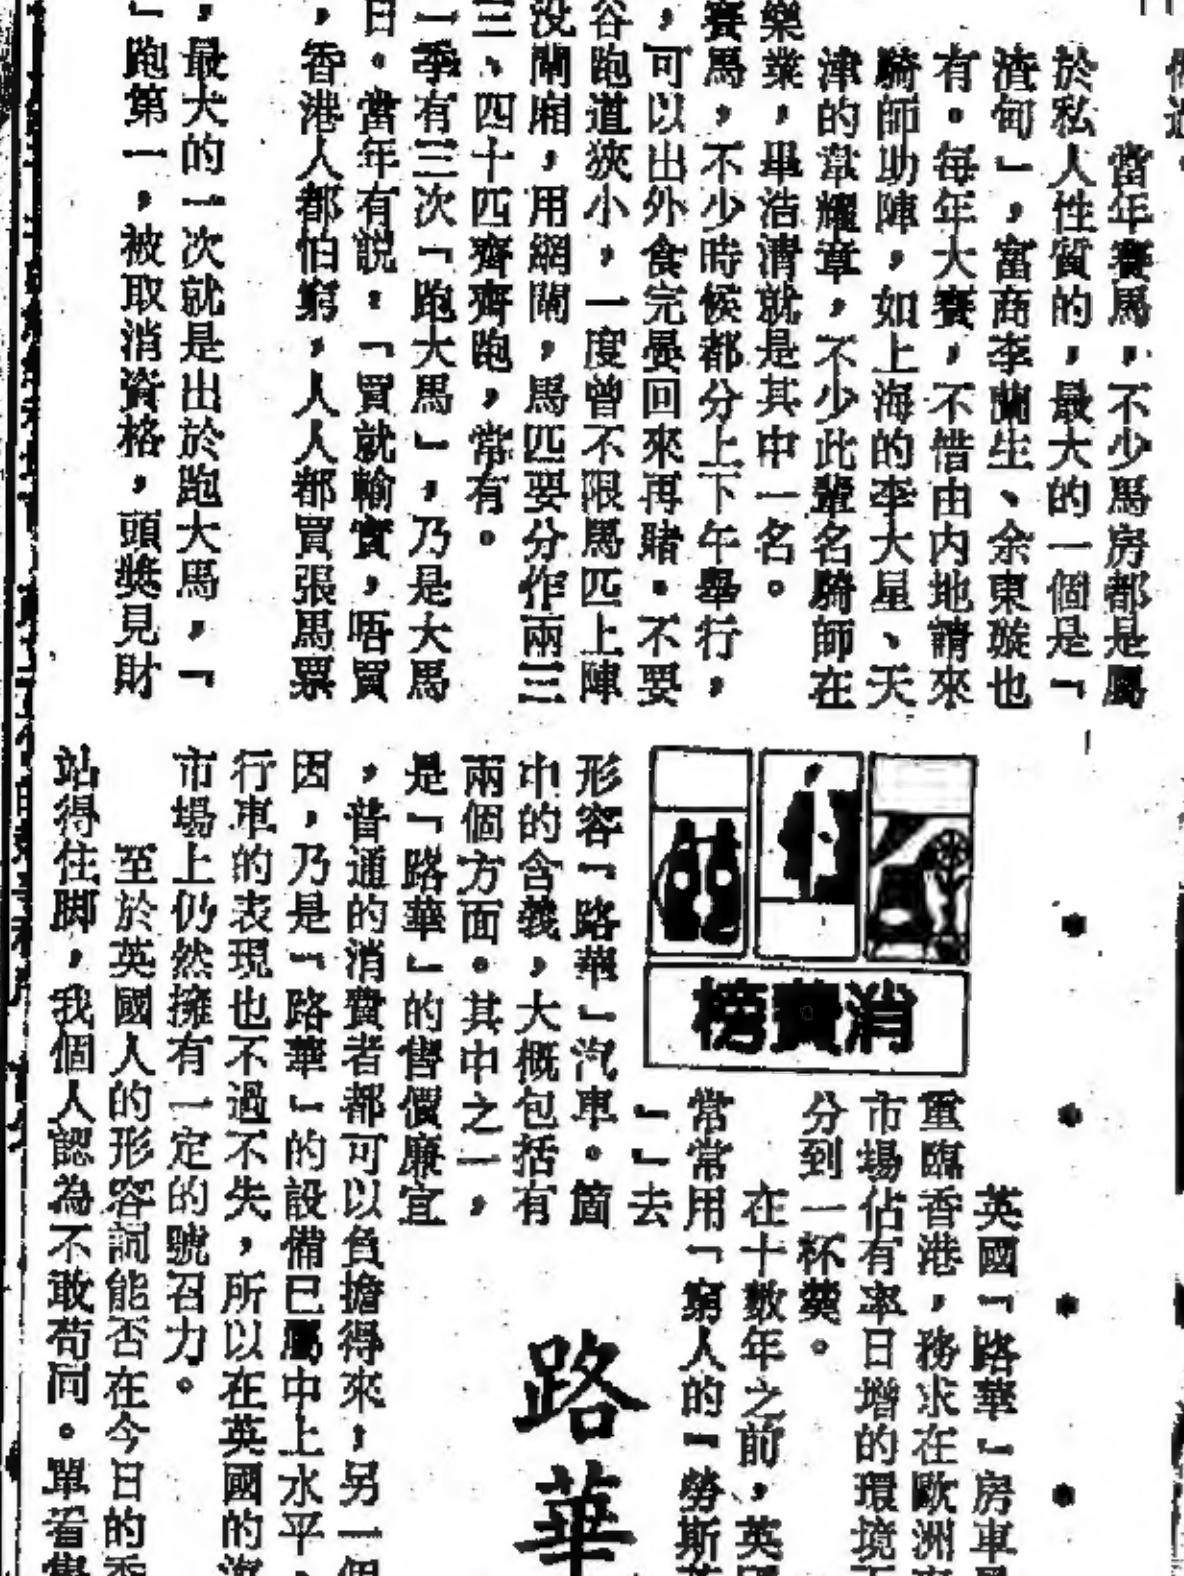 當年賽馬，不少馬房都是屬
於私人性質的，最大的一個是「
渣甸」，富商李蘭生、余東璇也
有。每年大賽，不惜由內地請來
騎師助陣，如上海的李大星、天
津的韋耀章，不少此輩名騎師在
樂業，畢浩清就是其中一名。
賽馬，不少時候都分上下午舉行，
，可以出外食完晏回來再賭。不要
谷跑道狹小，一度曾不限馬匹上陣
没閘廂，用網閘，馬匹要分作兩三
三、四十匹齊齊跑，常有。
一季有三次「跑大馬」，乃是大馬
日。當年有説，「買就輸實，唔買
，香港人都怕窮，人人都買張馬票
，最大的一次就是出於跑大馬，「
」跑第一，被取消資格，頭獎見財
消費榜
英國「路華」房車
重臨香港，務求在歐洲
市場佔有率日增的環境
分到一杯羹。
在十數年之前，英
常常用「窮人的「勞斯
」」去
形容「路華」汽車。箇
中的含義，大概包括有
兩個方面。其中之一，
是「路華」的售價廉宜
，普通的消費者都可以負擔得來，另一
因，乃是「路華」的設備已屬中上水平，
行車的表現也不過不失，所以在英國的
市場上仍然擁有一定的號召力。
至於英國人的形容詞能否在今日的
站得住脚，我個人認為不敢苟同。單看
路華